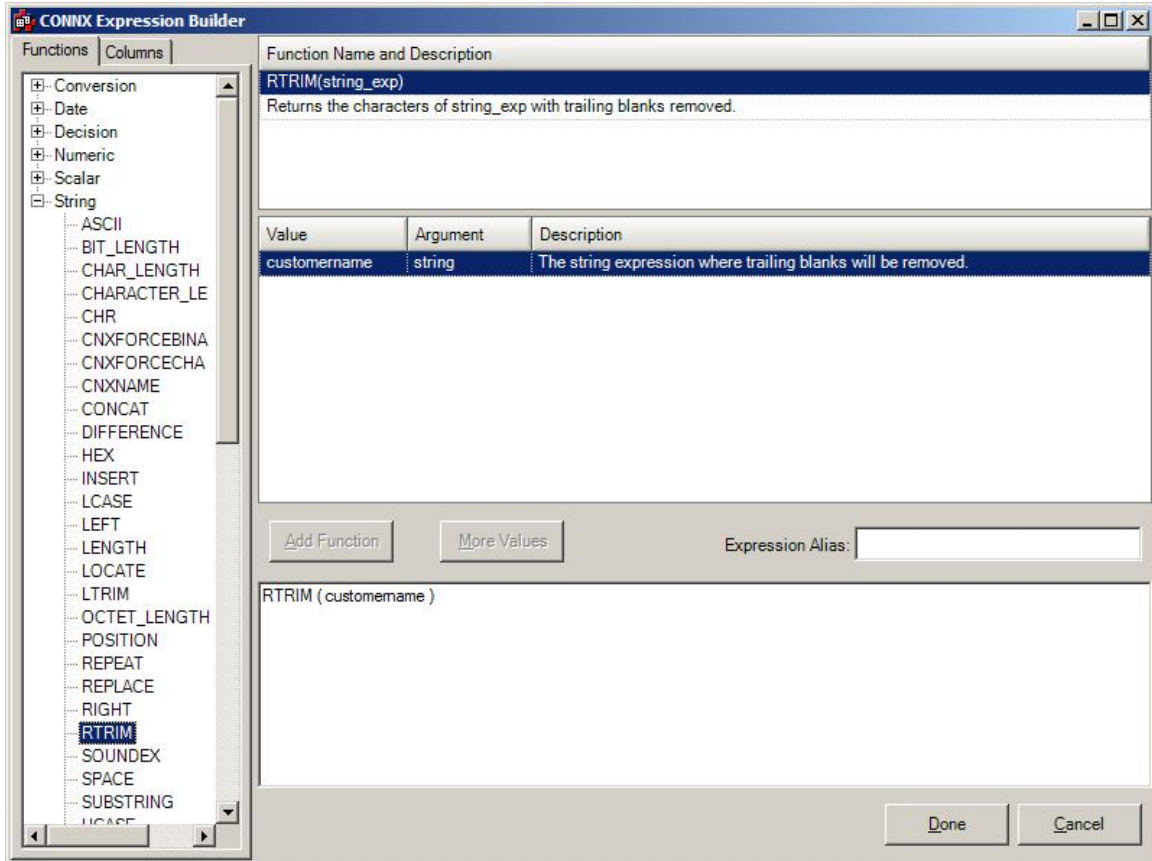 CONNX Expression Builder
Functions Columns
Conversion
Date
Decision
Numeric
Scalar
String
ASCII
BIT_LENGTH
CHAR_LENGTH
CHARACTER_LE
CHR
CNXFORCEBINA
CNXFORCECHA
CNXNAME
CONCAT
DIFFERENCE
HEX
INSERT
LCASE
LEFT
LENGTH
LOCATE
LTRIM
OCTET_LENGTH
POSITION
REPEAT
REPLACE
RIGHT
RTRIM
SOUNDEX
SPACE
SUBSTRING
UCASE
Function Name and Description
RTRIM(string_exp)
Returns the characters of string_exp with trailing blanks removed.
Value Argument Description
customername string The string expression where trailing blanks will be removed.
Add Function More Values Expression Alias:
RTRIM ( customername )
Done Cancel